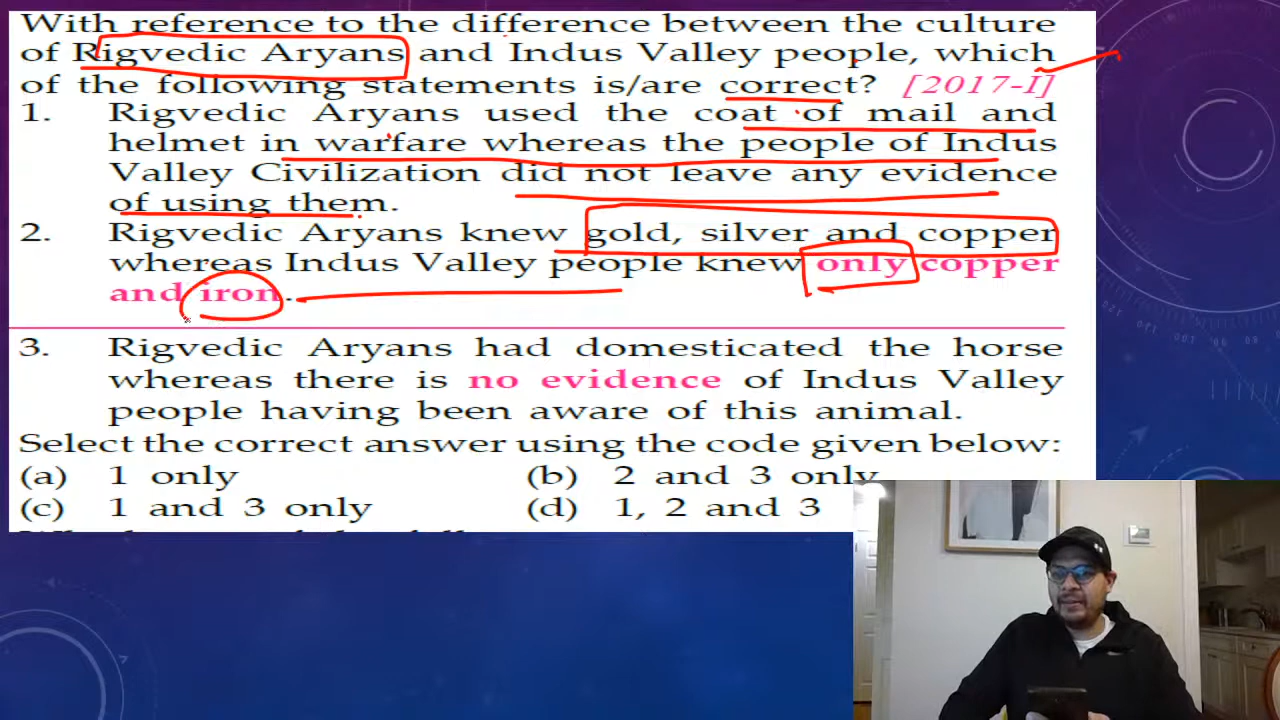 With reference to the difference between the culture
of Rigvedic Aryans and Indus Valley people, which
of the following statements is/are correct? [2017-I]
1. Rigvedic Aryans used the coat of mail and
helmet in warfare whereas the people of Indus
Valley Civilization did not leave any evidence
of using them.
2. Rigvedic Aryans knew gold, silver and copper
whereas Indus Valley people knew only copper
and iron.
3. Rigvedic Aryans had domesticated the horse
whereas there is no evidence of Indus Valley
people having been aware of this animal.
Select the correct answer using the code given below:
(a) 1 only (b) 2 and 3 only
(c) 1 and 3 only (d) 1, 2 and 3